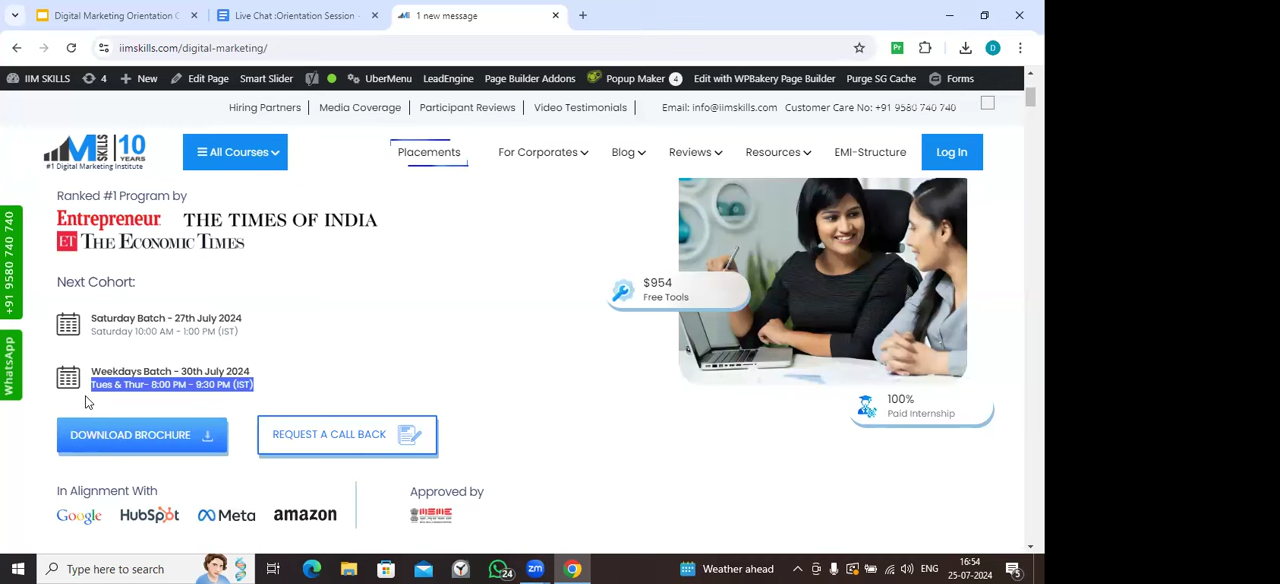 Digital Marketing Orientation C
Live Chat :Orientation Session -
1 new message
iimskills.com/digital-marketing/
Pr
D
IIM SKILLS
4
New
Edit Page
Smart Slider
UberMenu
LeadEngine
Page Builder Addons
Popup Maker 4
Edit with WPBakery Page Builder
Purge SG Cache
Forms
Hiring Partners
Media Coverage
Participant Reviews
Video Testimonials
Email: info@iimskills.com
Customer Care No: +91 9580 740 740
IIM SKILLS 10 YEARS
#1 Digital Marketing Institute
All Courses
Placements
For Corporates
Blog
Reviews
Resources
EMI-Structure
Log In
Ranked #1 Program by
Entrepreneur THE TIMES OF INDIA
ET THE ECONOMIC TIMES
Next Cohort:
Saturday Batch - 27th July 2024
Saturday 10:00 AM - 1:00 PM (IST)
Weekdays Batch - 30th July 2024
Tues & Thur- 8:00 PM - 9:30 PM (IST)
DOWNLOAD BROCHURE
REQUEST A CALL BACK
In Alignment With
Google HubSpot Meta amazon
Approved by
MSME
$954
Free Tools
100%
Paid Internship
+91 9580 740 740
WhatsApp
Type here to search
zm
24
Weather ahead
ENG
16:54
25-07-2024
5